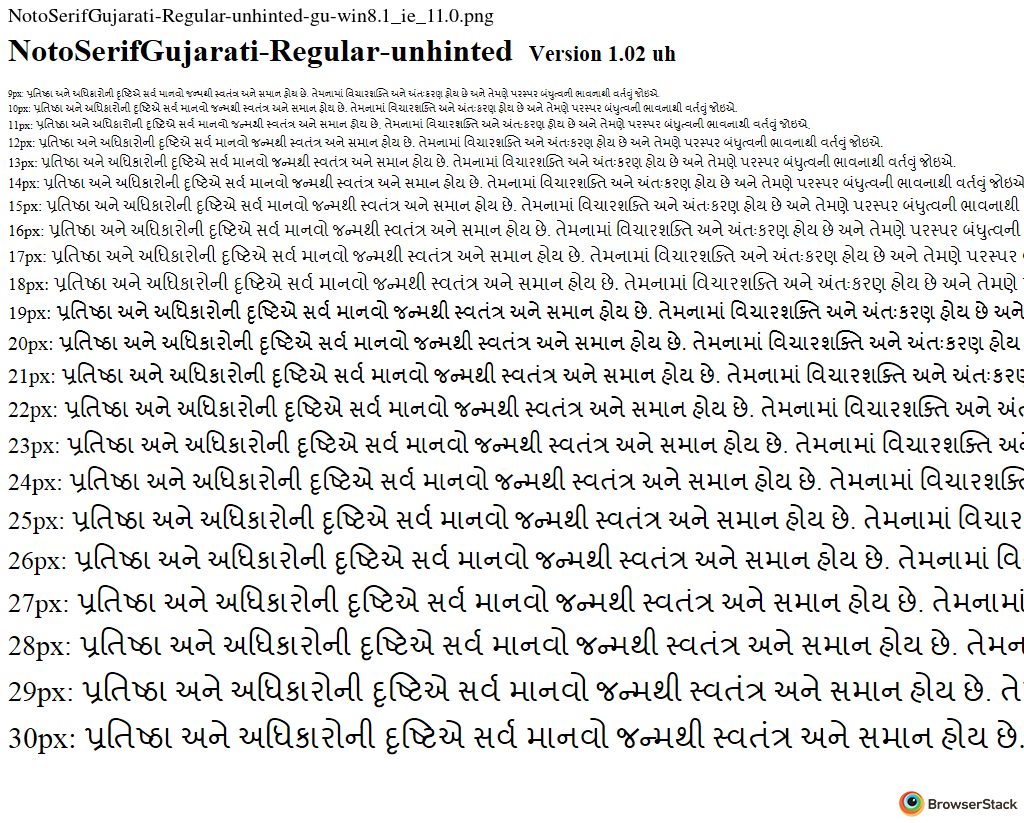 NotoSerifGujarati-Regular-unhinted-gu-win8.1_ie_11.0.png
NotoSerifGujarati-Regular-unhinted Version 1.02 uh
9px: પ્રતિષ્ઠા અને અધિકારોની દૃષ્ટિએ સર્વ માનવો જન્મથી સ્વતંત્ર અને સમાન હોય છે. તેમનામાં વિચારશક્તિ અને અંતઃકરણ હોય છે અને તેમણે પરસ્પર બંધુત્વની ભાવનાથી વર્તવું જોઇએ.
10px: પ્રતિષ્ઠા અને અધિકારોની દૃષ્ટિએ સર્વ માનવો જન્મથી સ્વતંત્ર અને સમાન હોય છે. તેમનામાં વિચારશક્તિ અને અંતઃકરણ હોય છે અને તેમણે પરસ્પર બંધુત્વની ભાવનાથી વર્તવું જોઇએ.
11px: પ્રતિષ્ઠા અને અધિકારોની દૃષ્ટિએ સર્વ માનવો જન્મથી સ્વતંત્ર અને સમાન હોય છે. તેમનામાં વિચારશક્તિ અને અંતઃકરણ હોય છે અને તેમણે પરસ્પર બંધુત્વની ભાવનાથી વર્તવું જોઇએ.
12px: પ્રતિષ્ઠા અને અધિકારોની દૃષ્ટિએ સર્વ માનવો જન્મથી સ્વતંત્ર અને સમાન હોય છે. તેમનામાં વિચારશક્તિ અને અંતઃકરણ હોય છે અને તેમણે પરસ્પર બંધુત્વની ભાવનાથી વર્તવું જોઇએ.
13px: પ્રતિષ્ઠા અને અધિકારોની દૃષ્ટિએ સર્વ માનવો જન્મથી સ્વતંત્ર અને સમાન હોય છે. તેમનામાં વિચારશક્તિ અને અંતઃકરણ હોય છે અને તેમણે પરસ્પર બંધુત્વની ભાવનાથી વર્તવું જોઇએ.
14px: પ્રતિષ્ઠા અને અધિકારોની દૃષ્ટિએ સર્વ માનવો જન્મથી સ્વતંત્ર અને સમાન હોય છે. તેમનામાં વિચારશક્તિ અને અંતઃકરણ હોય છે અને તેમણે પરસ્પર બંધુત્વની ભાવનાથી વર્તવું જોઇએ
15px: પ્રતિષ્ઠા અને અધિકારોની દૃષ્ટિએ સર્વ માનવો જન્મથી સ્વતંત્ર અને સમાન હોય છે. તેમનામાં વિચારશક્તિ અને અંતઃકરણ હોય છે અને તેમણે પરસ્પર બંધુત્વની ભાવનાથી
16px: પ્રતિષ્ઠા અને અધિકારોની દૃષ્ટિએ સર્વ માનવો જન્મથી સ્વતંત્ર અને સમાન હોય છે. તેમનામાં વિચારશક્તિ અને અંતઃકરણ હોય છે અને તેમણે પરસ્પર બંધુત્વની
17px: પ્રતિષ્ઠા અને અધિકારોની દૃષ્ટિએ સર્વ માનવો જન્મથી સ્વતંત્ર અને સમાન હોય છે. તેમનામાં વિચારશક્તિ અને અંતઃકરણ હોય છે અને તેમણે પરસ્પર
18px: પ્રતિષ્ઠા અને અધિકારોની દૃષ્ટિએ સર્વ માનવો જન્મથી સ્વતંત્ર અને સમાન હોય છે. તેમનામાં વિચારશક્તિ અને અંતઃકરણ હોય છે અને તેમણે
19px: પ્રતિષ્ઠા અને અધિકારોની દૃષ્ટિએ સર્વ માનવો જન્મથી સ્વતંત્ર અને સમાન હોય છે. તેમનામાં વિચારશક્તિ અને અંતઃકરણ હોય છે અને
20px: પ્રતિષ્ઠા અને અધિકારોની દૃષ્ટિએ સર્વ માનવો જન્મથી સ્વતંત્ર અને સમાન હોય છે. તેમનામાં વિચારશક્તિ અને અંતઃકરણ હોય
21px: પ્રતિષ્ઠા અને અધિકારોની દૃષ્ટિએ સર્વ માનવો જન્મથી સ્વતંત્ર અને સમાન હોય છે. તેમનામાં વિચારશક્તિ અને અંતઃકરણ
22px: પ્રતિષ્ઠા અને અધિકારોની દૃષ્ટિએ સર્વ માનવો જન્મથી સ્વતંત્ર અને સમાન હોય છે. તેમનામાં વિચારશક્તિ અને
23px: પ્રતિષ્ઠા અને અધિકારોની દૃષ્ટિએ સર્વ માનવો જન્મથી સ્વતંત્ર અને સમાન હોય છે. તેમનામાં વિચારશક્તિ
24px: પ્રતિષ્ઠા અને અધિકારોની દૃષ્ટિએ સર્વ માનવો જન્મથી સ્વતંત્ર અને સમાન હોય છે. તેમનામાં વિચારશક્તિ
25px: પ્રતિષ્ઠા અને અધિકારોની દૃષ્ટિએ સર્વ માનવો જન્મથી સ્વતંત્ર અને સમાન હોય છે. તેમનામાં વિચાર
26px: પ્રતિષ્ઠા અને અધિકારોની દૃષ્ટિએ સર્વ માનવો જન્મથી સ્વતંત્ર અને સમાન હોય છે. તેમનામાં વિ
27px: પ્રતિષ્ઠા અને અધિકારોની દૃષ્ટિએ સર્વ માનવો જન્મથી સ્વતંત્ર અને સમાન હોય છે. તેમનામાં
28px: પ્રતિષ્ઠા અને અધિકારોની દૃષ્ટિએ સર્વ માનવો જન્મથી સ્વતંત્ર અને સમાન હોય છે. તેમન
29px: પ્રતિષ્ઠા અને અધિકારોની દૃષ્ટિએ સર્વ માનવો જન્મથી સ્વતંત્ર અને સમાન હોય છે. તે
30px: પ્રતિષ્ઠા અને અધિકારોની દૃષ્ટિએ સર્વ માનવો જન્મથી સ્વતંત્ર અને સમાન હોય છે.
BrowserStack